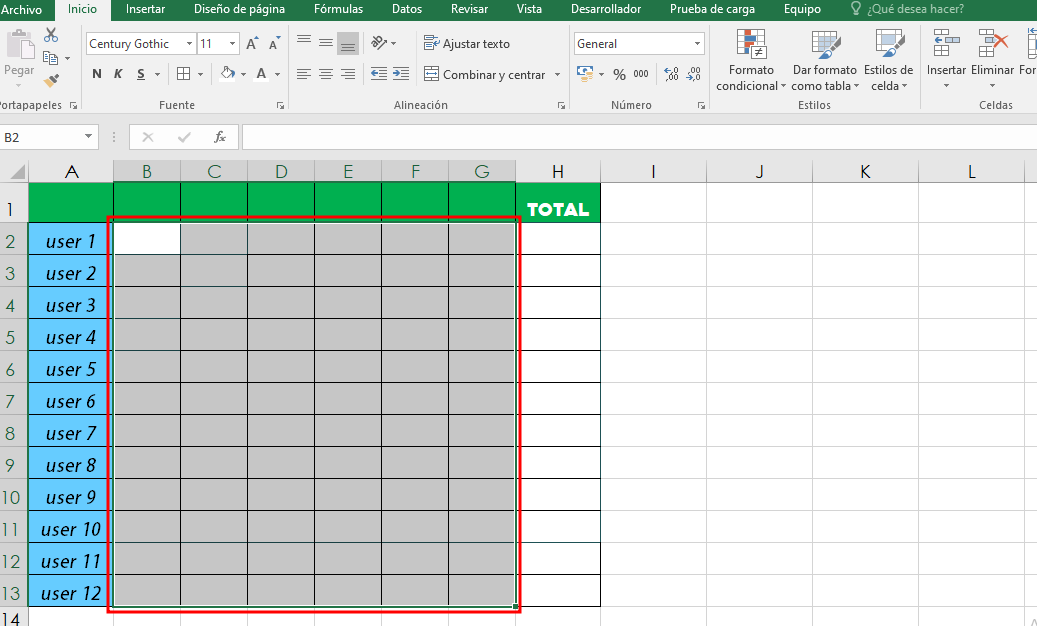 Archivo Inicio Insertar Diseño de página Fórmulas Datos Revisar Vista Desarrollador Prueba de carga Equipo ¿Qué desea hacer?
Pegar
Century Gothic 11 A A
N K S A
Ajustar texto
Combinar y centrar
General
% 000 ,00 ,00
Formato condicional
Dar formato como tabla
Estilos de celda
Insertar Eliminar For
ortapapeles Fuente Alineación Número Estilos Celdas
B2 fx
A B C D E F G H I J K L
1 TOTAL
2 user 1
3 user 2
4 user 3
5 user 4
6 user 5
7 user 6
8 user 7
9 user 8
10 user 9
11 user 10
12 user 11
13 user 12
14